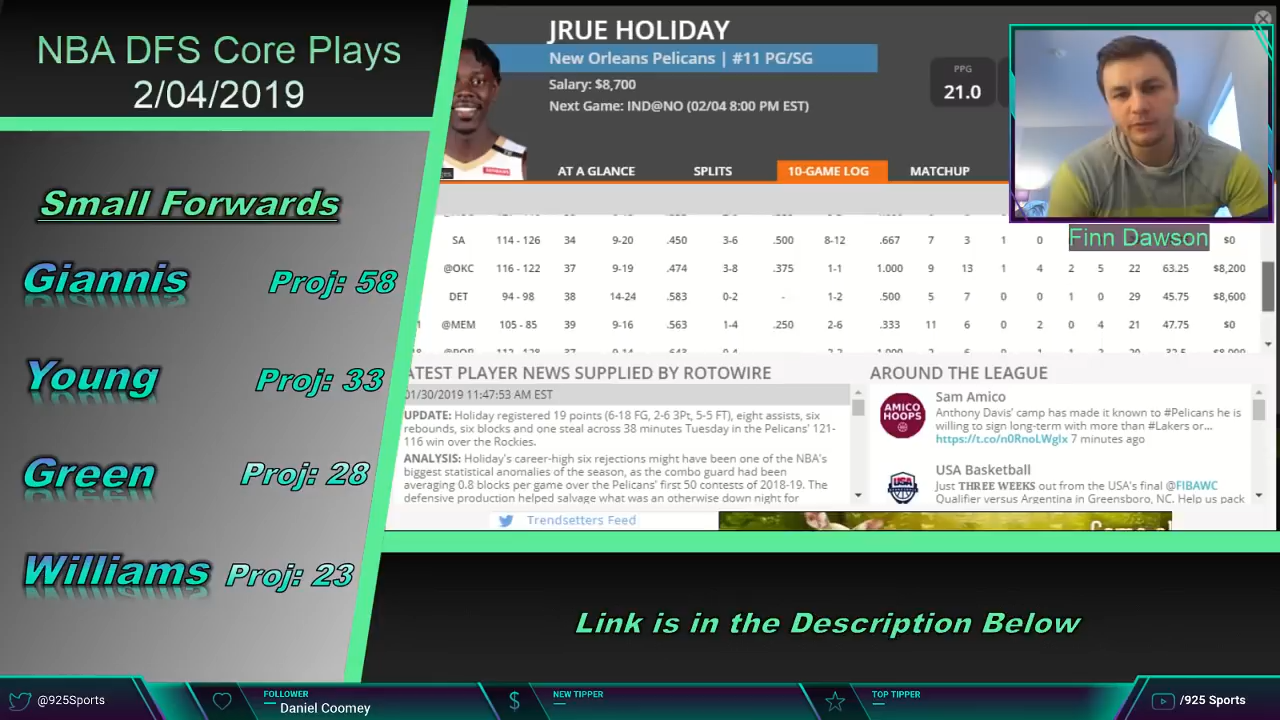 NBA DFS Core Plays
2/04/2019
Small Forwards
Giannis Proj: 58
Young Proj: 33
Green Proj: 28
Williams Proj: 23
JRUE HOLIDAY
New Orleans Pelicans | #11 PG/SG
Salary: $8,700
Next Game: IND@NO (02/04 8:00 PM EST)
PPG
21.0
AT A GLANCE SPLITS 10-GAME LOG MATCHUP
Finn Dawson
SA 114 - 126 34 9-20 .450 3-6 .500 8-12 .667 7 3 1 0 $0
@OKC 116 - 122 37 9-19 .474 3-8 .375 1-1 1.000 9 13 1 4 2 5 22 63.25 $8,200
DET 94 - 98 38 14-24 .583 0-2 - 1-2 .500 5 7 0 0 1 0 29 45.75 $8,600
@MEM 105 - 85 39 9-16 .563 1-4 .250 2-6 .333 11 6 0 2 0 4 21 47.75 $0
ATEST PLAYER NEWS SUPPLIED BY ROTOWIRE
01/30/2019 11:47:53 AM EST
UPDATE: Holiday registered 19 points (6-18 FG, 2-6 3Pt, 5-5 FT), eight assists, six
rebounds, six blocks and one steal across 38 minutes Tuesday in the Pelicans' 121-
116 win over the Rockies.
ANALYSIS: Holiday's career-high six rejections might have been one of the NBA's
biggest statistical anomalies of the season, as the combo guard had been
averaging 0.8 blocks per game over the Pelicans' first 50 contests of 2018-19. The
defensive production helped salvage what was an otherwise down night for
Trendsetters Feed
AROUND THE LEAGUE
AMICO
HOOPS
Sam Amico
Anthony Davis' camp has made it known to #Pelicans he is
willing to sign long-term with more than #Lakers or...
https://t.co/n0RnoLWglx 7 minutes ago
USA Basketball
Just THREE WEEKS out from the USA's final @FIBAWC
Qualifier versus Argentina in Greensboro, NC. Help us pack
Link is in the Description Below
@925Sports
FOLLOWER
Daniel Coomey
NEW TIPPER
TOP TIPPER
/925 Sports